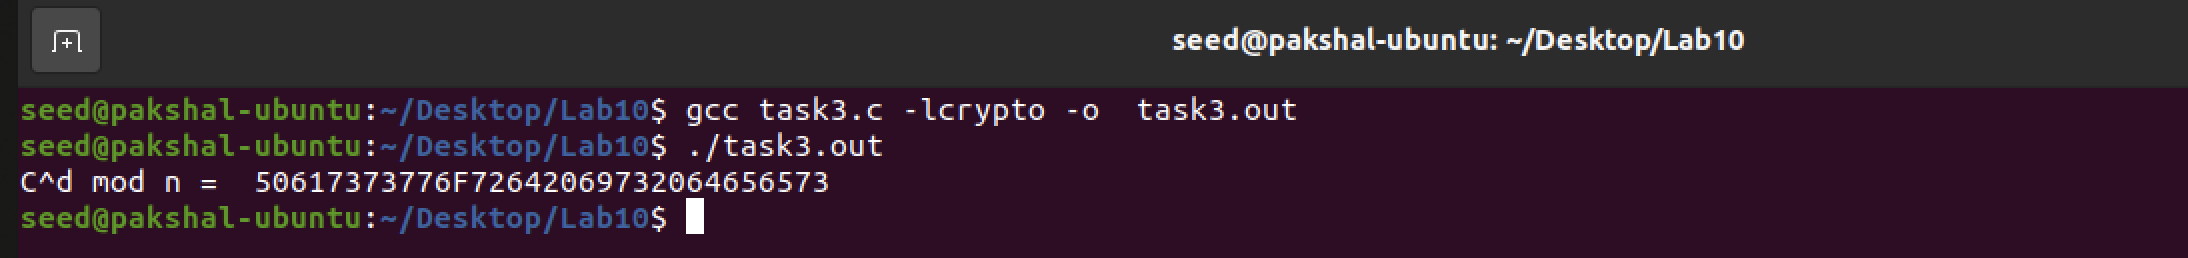 seed@pakshal-ubuntu: ~/Desktop/Lab10
seed@pakshal-ubuntu:~/Desktop/Lab10$ gcc task3.c -lcrypto -o  task3.out
seed@pakshal-ubuntu:~/Desktop/Lab10$ ./task3.out
C^d mod n =  50617373776F72642069732064656573
seed@pakshal-ubuntu:~/Desktop/Lab10$